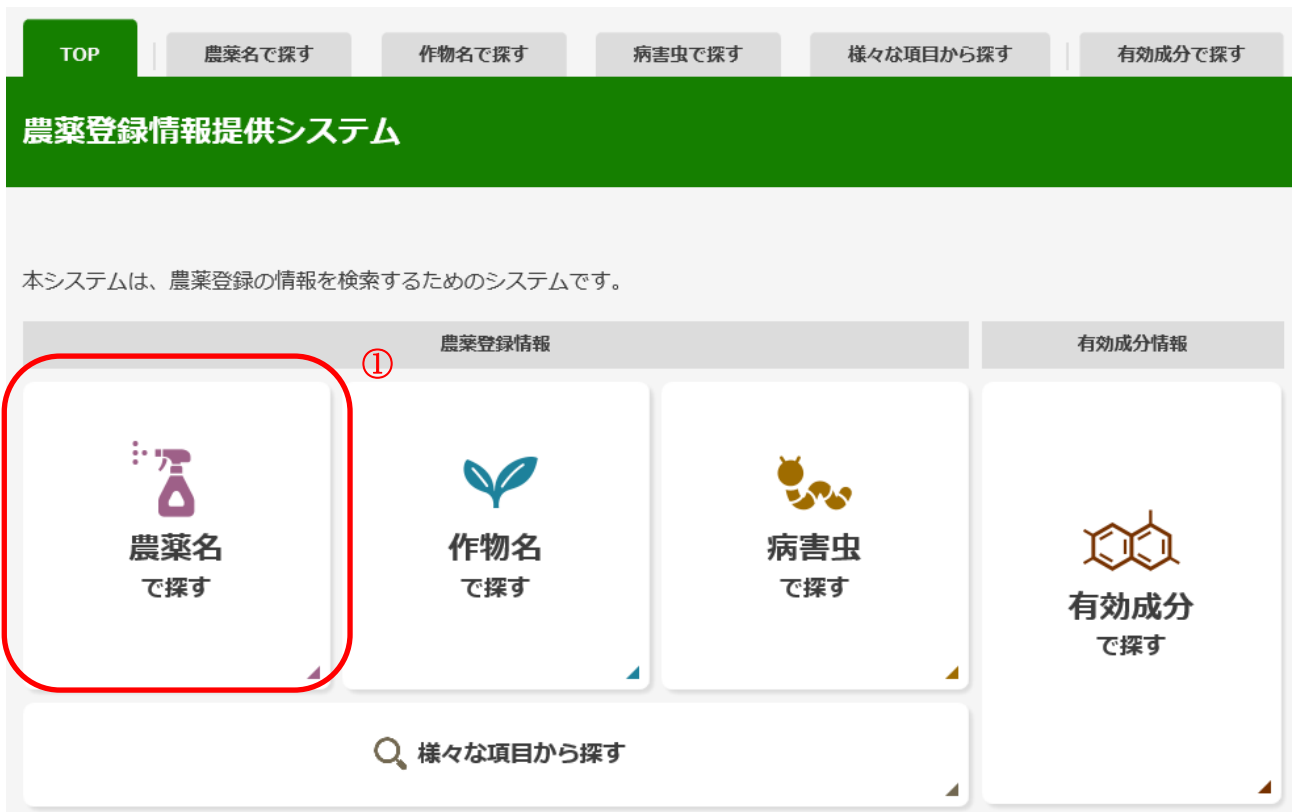 TOP
農薬名で探す
作物名で探す
病害虫で探す
様々な項目から探す
有効成分で探す
農薬登録情報提供システム
本システムは、農薬登録の情報を検索するためのシステムです。
農薬登録情報
有効成分情報
①
農薬名
で探す
作物名
で探す
病害虫
で探す
有効成分
で探す
様々な項目から探す